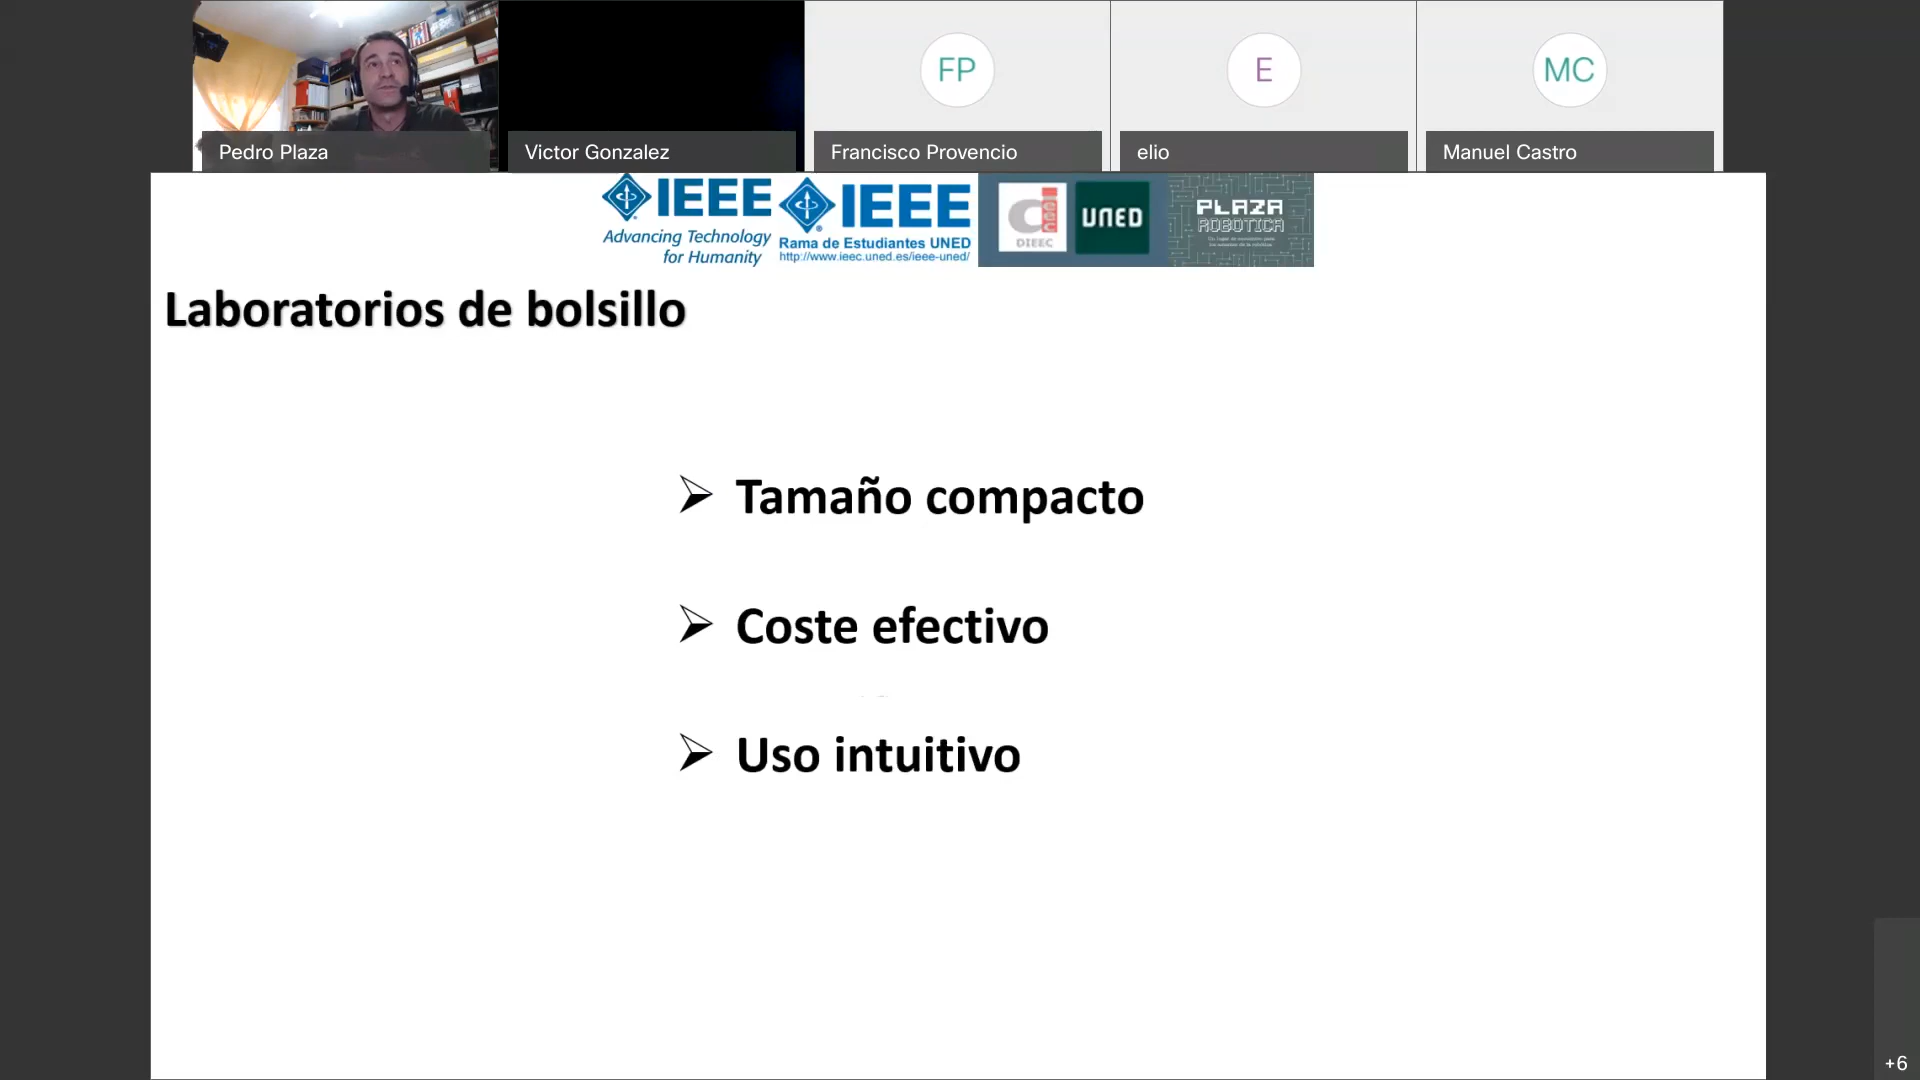 FP
E
MC
Pedro Plaza
Victor Gonzalez
Francisco Provencio
elio
Manuel Castro
IEEE
Advancing Technology
for Humanity
IEEE
Rama de Estudiantes UNED
http://www.ieec.uned.es/ieee-uned/
DIEEC
UNED
PLAZA
ROBOTICA
Laboratorios de bolsillo
➢ Tamaño compacto
➢ Coste efectivo
➢ Uso intuitivo
+6